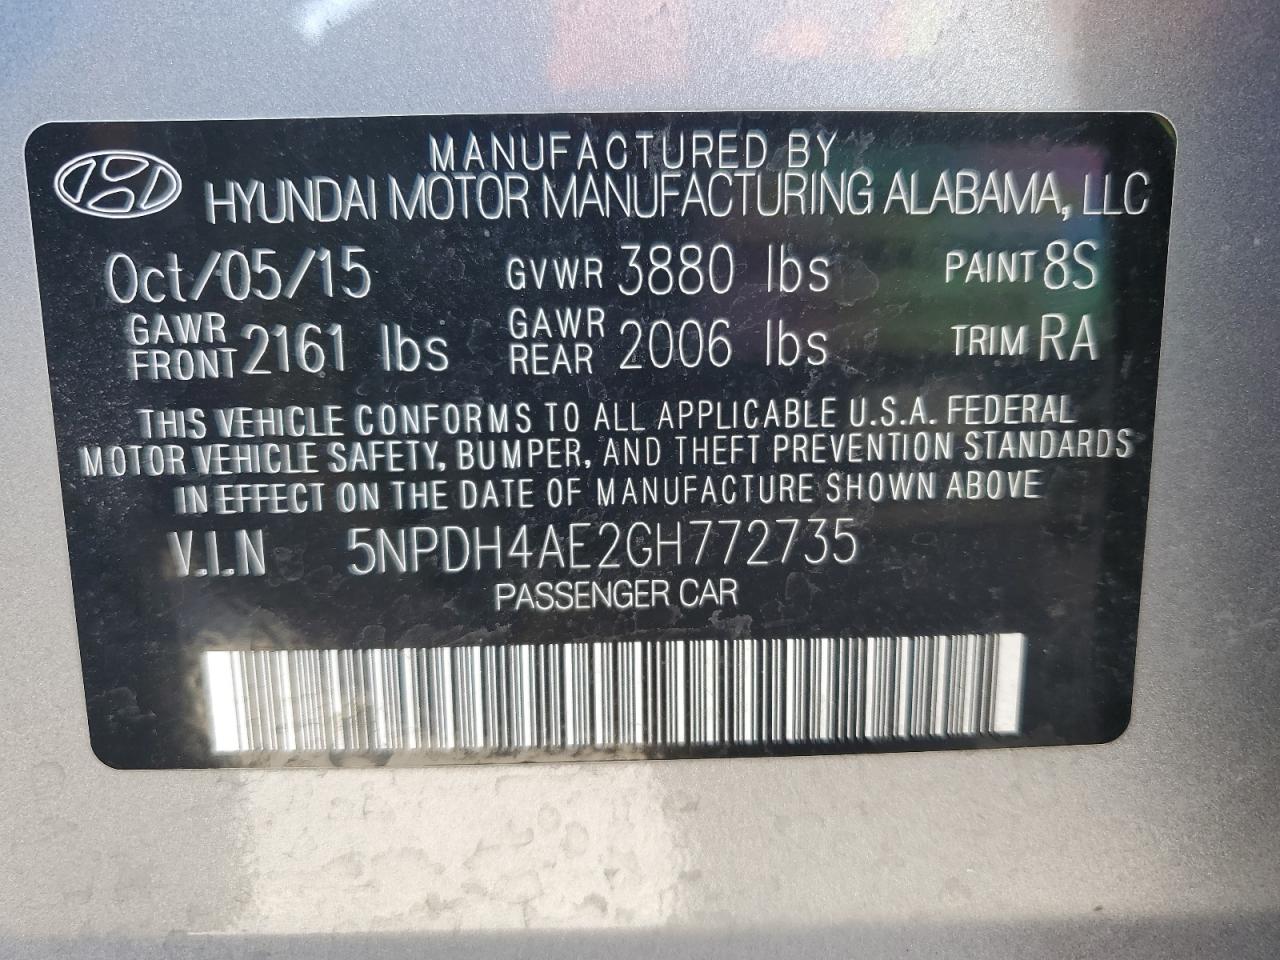 MANUFACTURED BY
HYUNDAI MOTOR MANUFACTURING ALABAMA, LLC
Oct/05/15 GVWR 3880 lbs PAINT 8S
GAWR FRONT 2161 lbs GAWR REAR 2006 lbs TRIM RA
THIS VEHICLE CONFORMS TO ALL APPLICABLE U.S.A. FEDERAL
MOTOR VEHICLE SAFETY, BUMPER, AND THEFT PREVENTION STANDARDS
IN EFFECT ON THE DATE OF MANUFACTURE SHOWN ABOVE
V.I.N 5NPDH4AE2GH772735
PASSENGER CAR